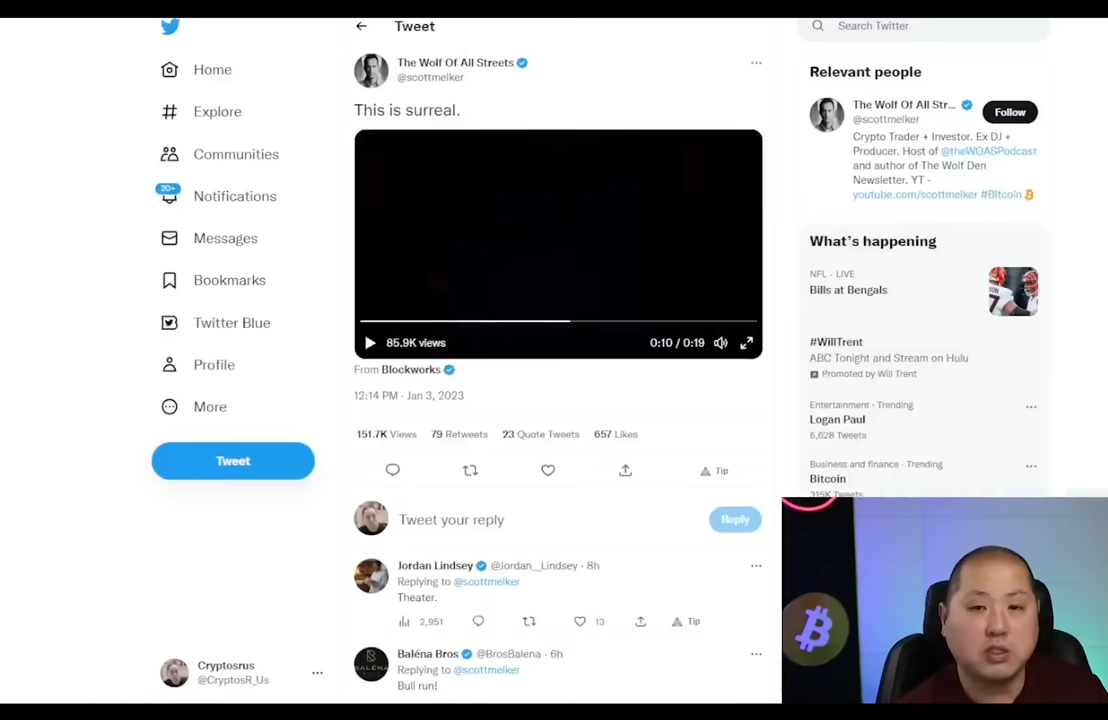 Home
Explore
Communities
20+
Notifications
Messages
Bookmarks
Twitter Blue
Profile
More
Tweet
Cryptosrus
@CryptosR_Us
Tweet
The Wolf Of All Streets
@scottmelker
This is surreal.
85.9K views
0:10 / 0:19
From Blockworks
12:14 PM · Jan 3, 2023
151.7K Views 79 Retweets 23 Quote Tweets 657 Likes
Tip
Tweet your reply
Reply
Jordan Lindsey @Jordan__Lindsey · 8h
Replying to @scottmelker
Theater.
2,951
13
Tip
Baléna Bros @BrosBalena · 6h
Replying to @scottmelker
Bull run!
Search Twitter
Relevant people
The Wolf Of All Str...
@scottmelker
Follow
Crypto Trader + Investor. Ex DJ +
Producer. Host of @theWOASPodcast
and author of The Wolf Den
Newsletter. YT -
youtube.com/scottmelker #Bitcoin
What's happening
NFL · LIVE
Bills at Bengals
#WillTrent
ABC Tonight and Stream on Hulu
Promoted by Will Trent
Entertainment · Trending
Logan Paul
6,628 Tweets
Business and finance · Trending
Bitcoin
315K Tweets